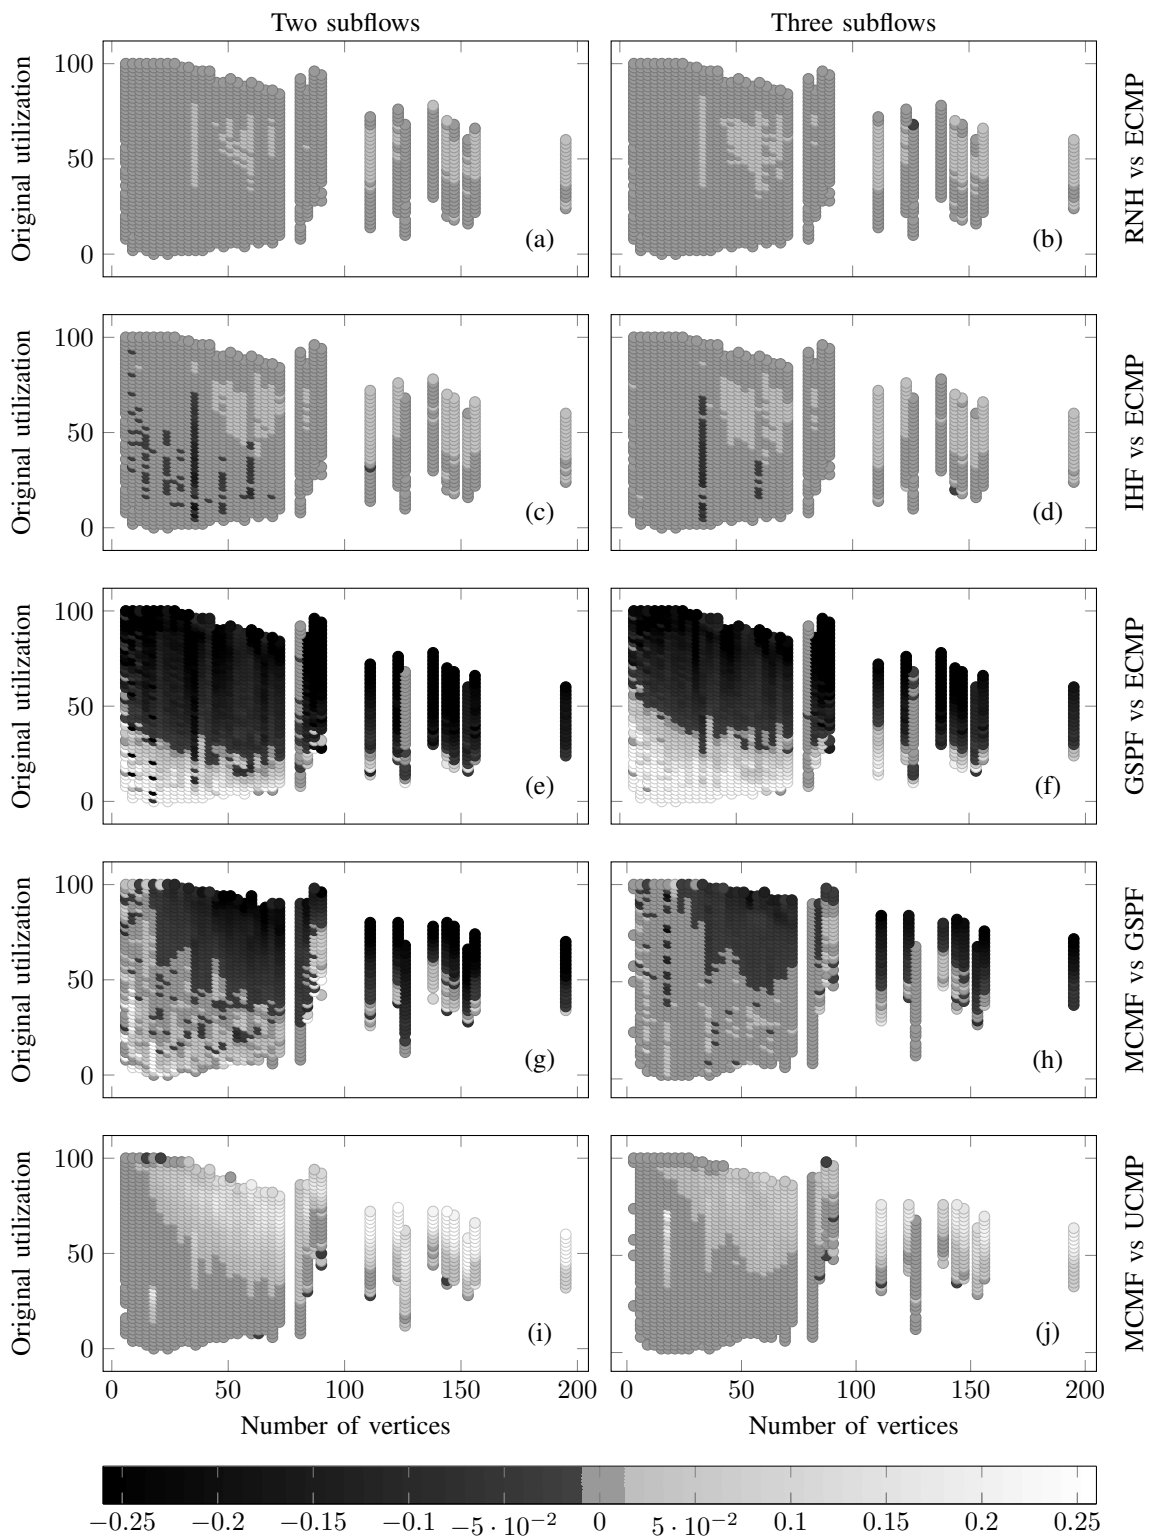 Two subflows Three subflows
100
50
0
Original utilization
(a)
(b)
RNH vs ECMP
100
50
0
Original utilization
(c)
(d)
IHF vs ECMP
100
50
0
Original utilization
(e)
(f)
GSPF vs ECMP
100
50
0
Original utilization
(g)
(h)
MCMF vs GSPF
100
50
0
Original utilization
(i)
(j)
MCMF vs UCMP
0 50 100 150 200 0 50 100 150 200
Number of vertices Number of vertices
−0.25 −0.2 −0.15 −0.1 −5 · 10⁻² 0 5 · 10⁻² 0.1 0.15 0.2 0.25